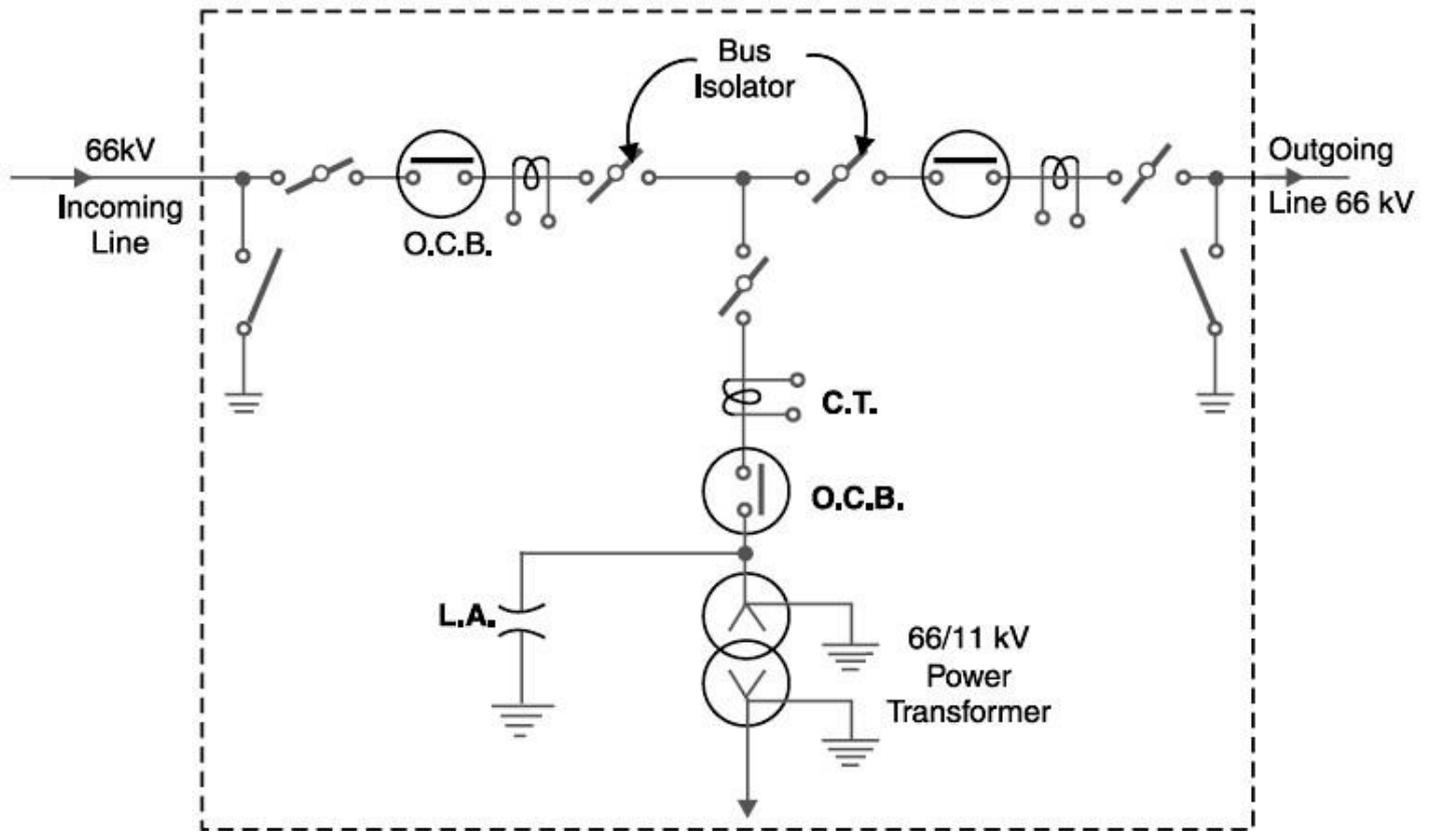 Bus
Isolator
66kV
Incoming
Line
O.C.B.
Outgoing
Line 66 kV
C.T.
O.C.B.
L.A.
66/11 kV
Power
Transformer